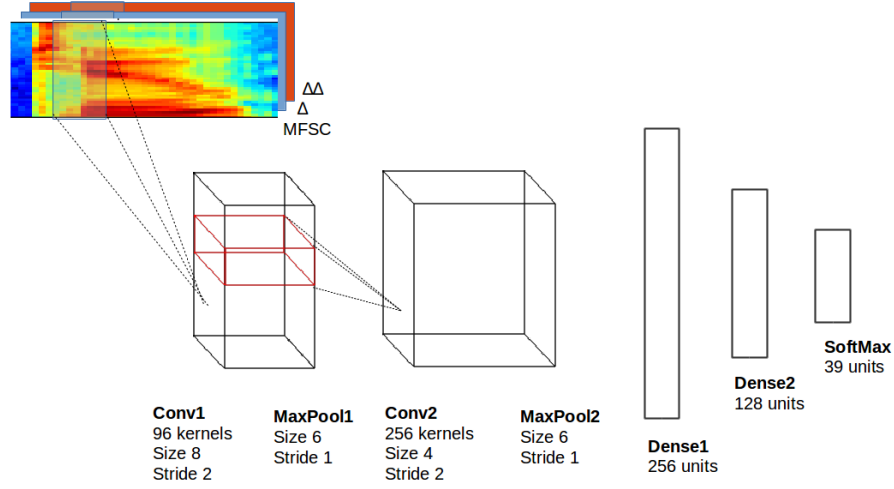 ΔΔ
Δ
MFSC
Conv1
96 kernels
Size 8
Stride 2
MaxPool1
Size 6
Stride 1
Conv2
256 kernels
Size 4
Stride 2
MaxPool2
Size 6
Stride 1
Dense1
256 units
Dense2
128 units
SoftMax
39 units